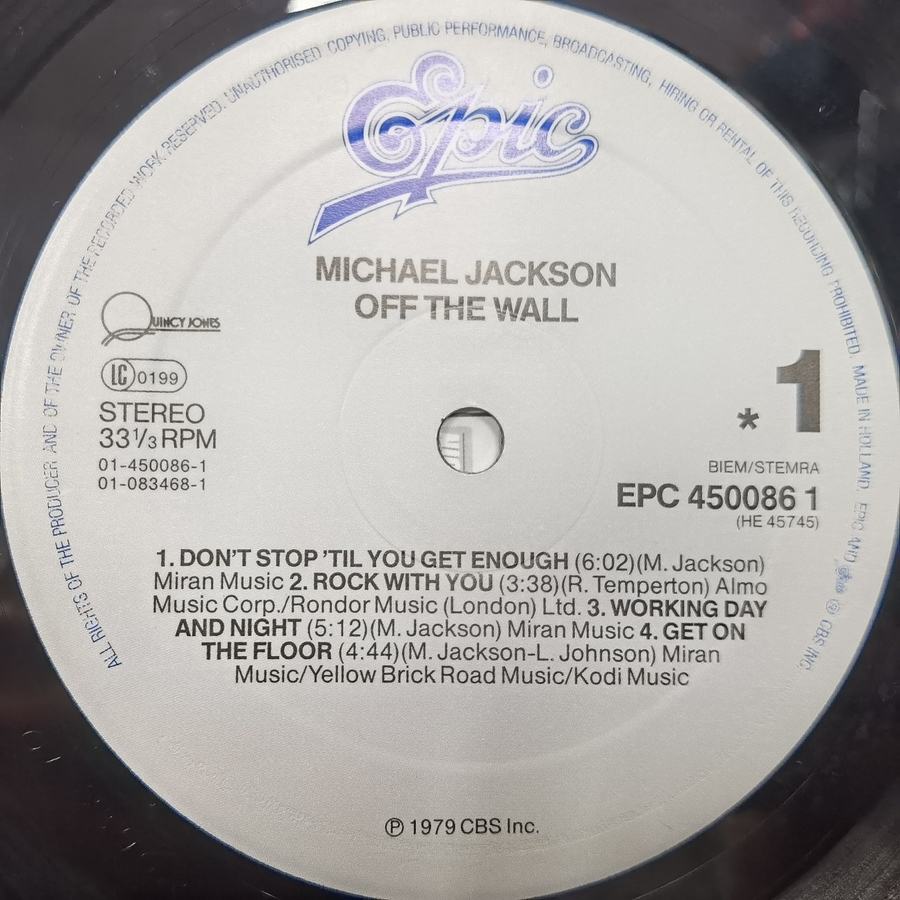 ALL RIGHTS OF THE PRODUCER AND OF THE OWNER OF THE RECORDED WORK RESERVED. UNAUTHORISED COPYING, PUBLIC PERFORMANCE, BROADCASTING, HIRING OR RENTAL OF THIS RECORDING PROHIBITED. MADE IN HOLLAND. EPIC AND Epic ® CBS INC.
Epic
MICHAEL JACKSON
OFF THE WALL
QUINCY JONES
LC 0199
STEREO
33 1/3 RPM
01-450086-1
01-083468-1
* 1
BIEM/STEMRA
EPC 450086 1
(HE 45745)
1. DON'T STOP 'TIL YOU GET ENOUGH (6:02)(M. Jackson)
Miran Music 2. ROCK WITH YOU (3:38)(R. Temperton) Almo
Music Corp./Rondor Music (London) Ltd. 3. WORKING DAY
AND NIGHT (5:12)(M. Jackson) Miran Music 4. GET ON
THE FLOOR (4:44)(M. Jackson-L. Johnson) Miran
Music/Yellow Brick Road Music/Kodi Music
℗ 1979 CBS Inc.